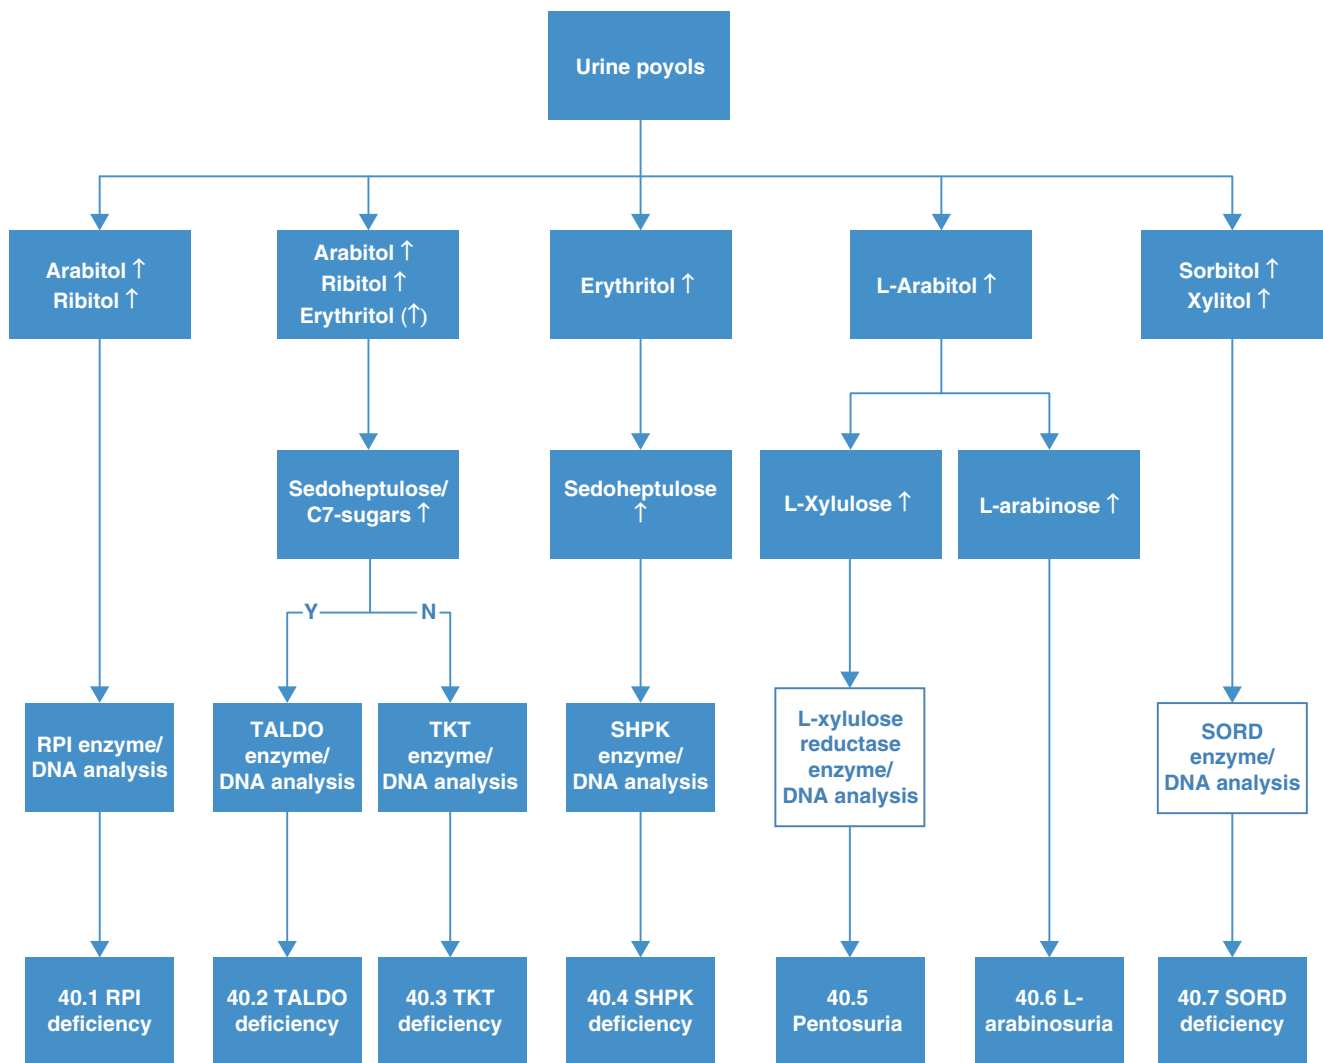 Urine poyols
Arabitol ↑
Ribitol ↑
Arabitol ↑
Ribitol ↑
Erythritol (↑)
Erythritol ↑
L-Arabitol ↑
Sorbitol ↑
Xylitol ↑
Sedoheptulose/
C7-sugars ↑
Sedoheptulose
↑
L-Xylulose ↑
L-arabinose ↑
Y
N
RPI enzyme/
DNA analysis
TALDO
enzyme/
DNA analysis
TKT
enzyme/
DNA analysis
SHPK
enzyme/
DNA analysis
L-xylulose
reductase
enzyme/
DNA analysis
SORD
enzyme/
DNA analysis
40.1 RPI
deficiency
40.2 TALDO
deficiency
40.3 TKT
deficiency
40.4 SHPK
deficiency
40.5
Pentosuria
40.6 L-
arabinosuria
40.7 SORD
deficiency